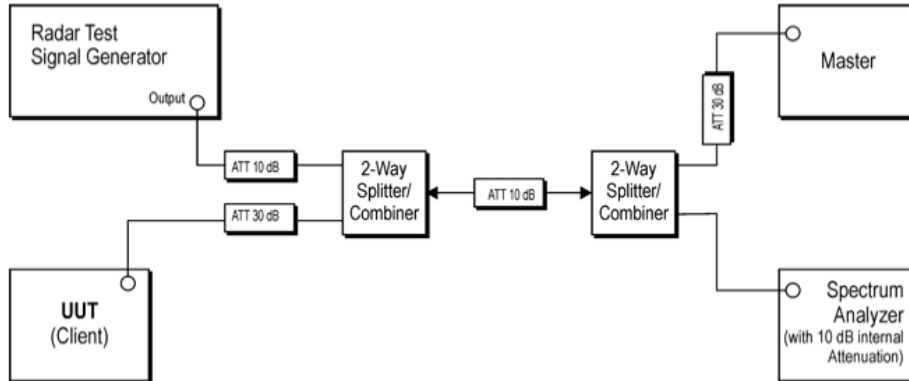 Radar Test
Signal Generator
Output
Master
ATT 30 dB
ATT 10 dB
2-Way
Splitter/
Combiner
ATT 10 dB
2-Way
Splitter/
Combiner
ATT 30 dB
UUT
(Client)
Spectrum
Analyzer
(with 10 dB internal
Attenuation)